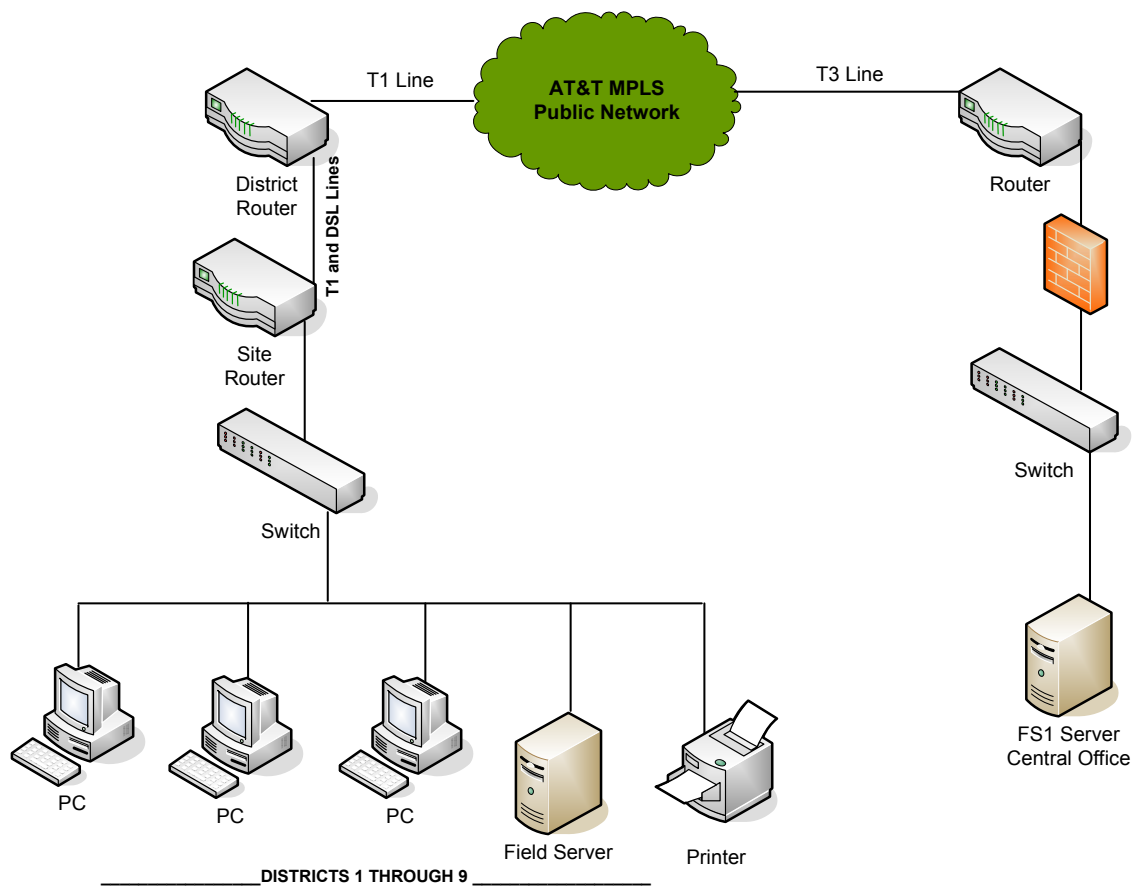 T1 Line
AT&T MPLS
Public Network
T3 Line
District
Router
T1 and DSL Lines
Router
Site
Router
Switch
Switch
PC
PC
PC
Field Server
Printer
FS1 Server
Central Office
DISTRICTS 1 THROUGH 9